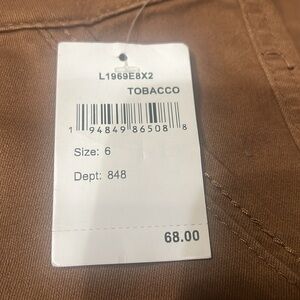 L1969E8X2
TOBACCO
1 94849 86508 8
Size: 6
Dept: 848
68.00